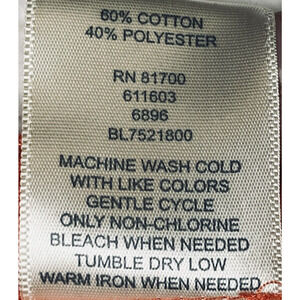 60% COTTON
40% POLYESTER
RN 81700
611603
6896
BL7521800
MACHINE WASH COLD
WITH LIKE COLORS
GENTLE CYCLE
ONLY NON-CHLORINE
BLEACH WHEN NEEDED
TUMBLE DRY LOW
WARM IRON WHEN NEEDED